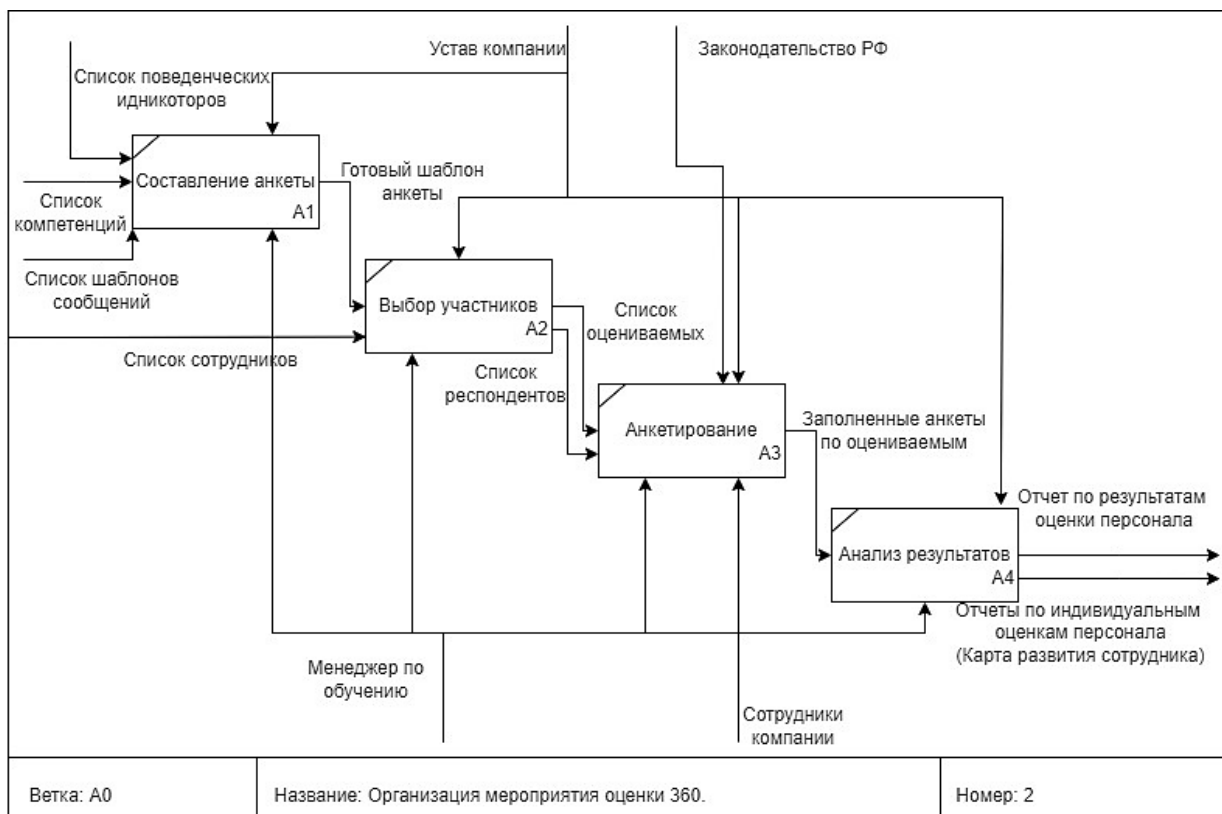 Устав компании
Законодательство РФ
Список поведенческих
идникоторов
Готовый шаблон
анкеты
Составление анкеты
A1
Список
компетенций
Список шаблонов
сообщений
Выбор участников
A2
Список
оцениваемых
Список сотрудников
Список
респондентов
Анкетирование
A3
Заполненные анкеты
по оцениваемым
Отчет по результатам
оценки персонала
Анализ результатов
A4
Отчеты по индивидуальным
оценкам персонала
(Карта развития сотрудника)
Менеджер по
обучению
Сотрудники
компании
Ветка: A0
Название: Организация мероприятия оценки 360.
Номер: 2